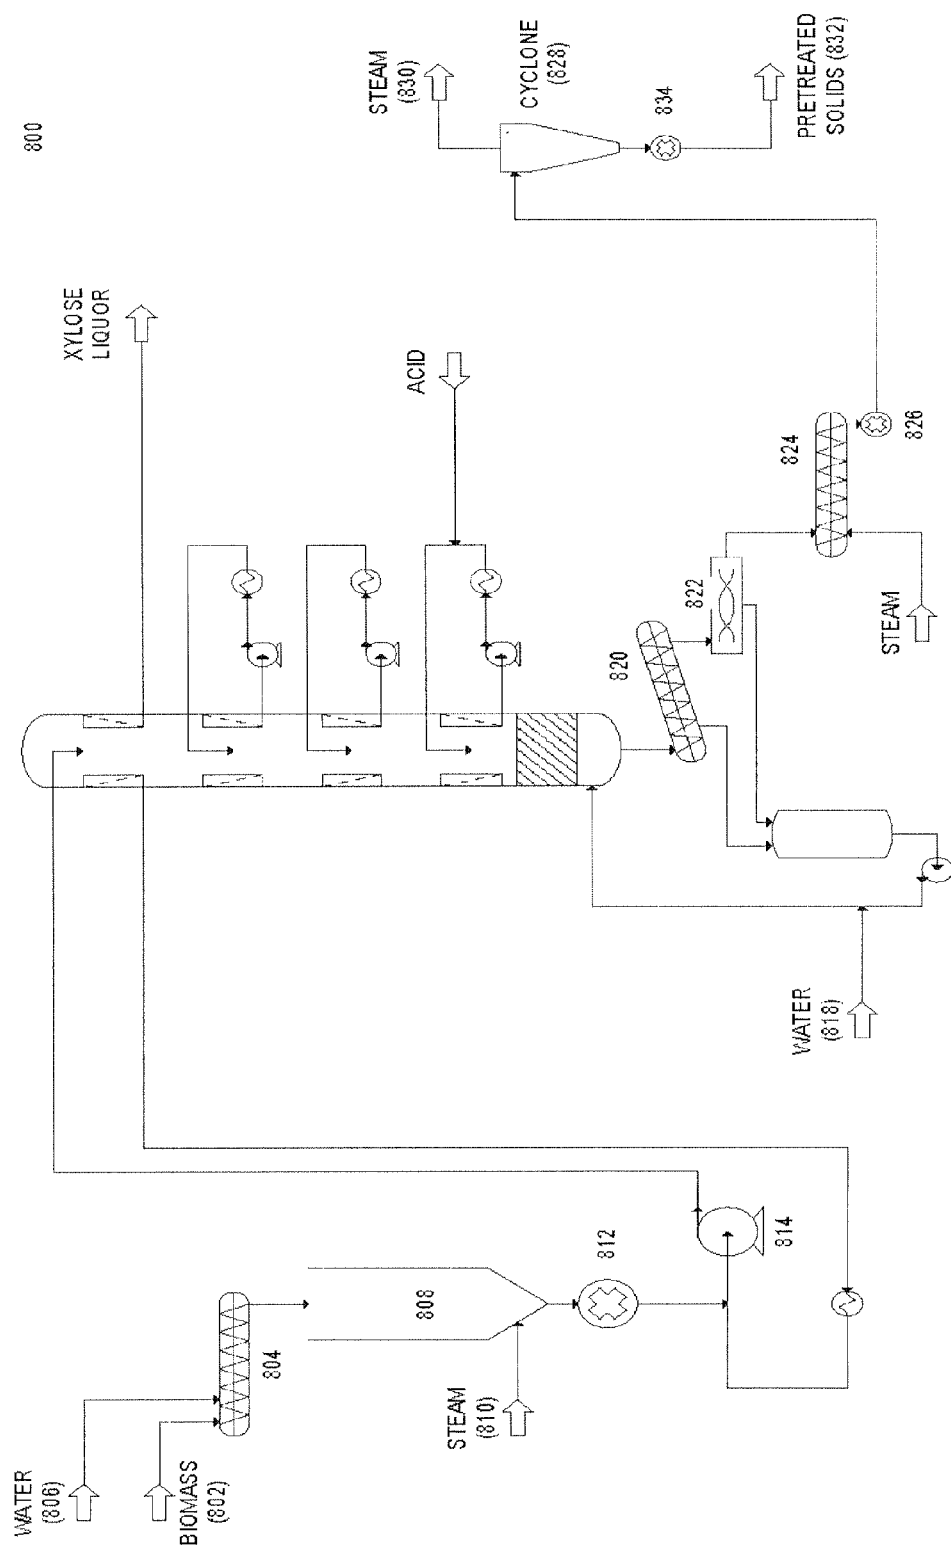 800
WATER
(806)
BIOMASS
(802)
804
808
STEAM
(810)
812
814
XYLOSE
LIQUOR
ACID
WATER
(818)
820
822
824
STEAM
826
STEAM
(830)
CYCLONE
(828)
834
PRETREATED
SOLIDS (832)